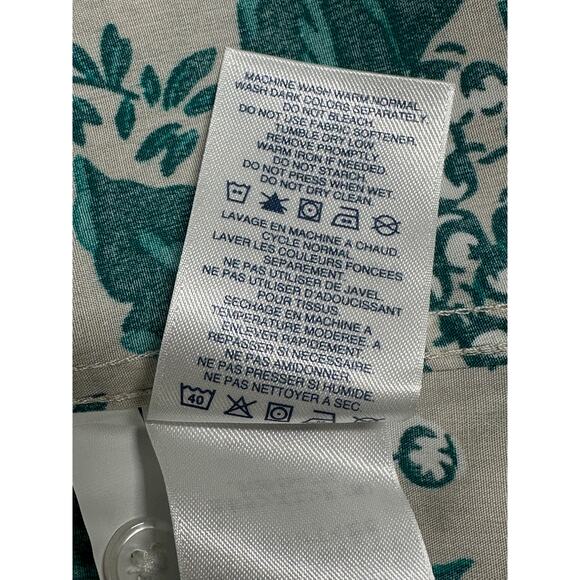 MACHINE WASH WARM NORMAL.
WASH DARK COLORS SEPARATELY.
DO NOT BLEACH.
DO NOT USE FABRIC SOFTENER.
TUMBLE DRY LOW.
REMOVE PROMPTLY.
WARM IRON IF NEEDED.
DO NOT STARCH.
DO NOT PRESS WHEN WET.
DO NOT DRY CLEAN.
LAVAGE EN MACHINE A CHAUD.
CYCLE NORMAL.
LAVER LES COULEURS FONCEES
SEPAREMENT.
NE PAS UTILISER DE JAVEL.
NE PAS UTILISER D'ADOUCISSANT
POUR TISSUS.
SECHAGE EN MACHINE A
TEMPERATURE MODEREE. A
ENLEVER RAPIDEMENT.
REPASSER SI NECESSAIRE
NE PAS AMIDONNER.
NE PAS PRESSER SI HUMIDE.
NE PAS NETTOYER A SEC.
40